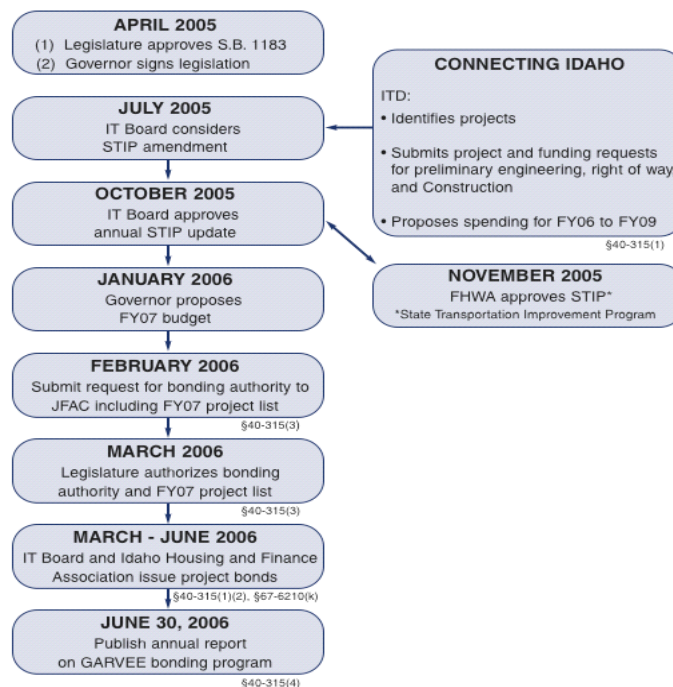 APRIL 2005
(1) Legislature approves S.B. 1183
(2) Governor signs legislation
CONNECTING IDAHO
ITD:
• Identifies projects
• Submits project and funding requests
for preliminary engineering, right of way
and Construction
• Proposes spending for FY06 to FY09
§40-315(1)
JULY 2005
IT Board considers
STIP amendment
OCTOBER 2005
IT Board approves
annual STIP update
NOVEMBER 2005
FHWA approves STIP*
*State Transportation Improvement Program
JANUARY 2006
Governor proposes
FY07 budget
FEBRUARY 2006
Submit request for bonding authority to
JFAC including FY07 project list
§40-315(3)
MARCH 2006
Legislature authorizes bonding
authority and FY07 project list
§40-315(3)
MARCH - JUNE 2006
IT Board and Idaho Housing and Finance
Association issue project bonds
§40-315(1)(2), §67-6210(k)
JUNE 30, 2006
Publish annual report
on GARVEE bonding program
§40-315(4)